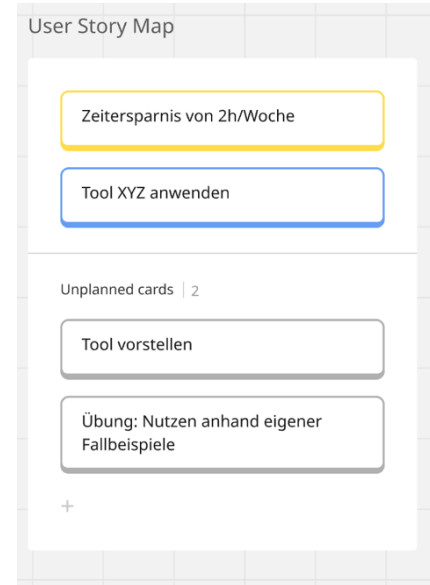 User Story Map
Zeitersparnis von 2h/Woche
Tool XYZ anwenden
Unplanned cards | 2
Tool vorstellen
Übung: Nutzen anhand eigener
Fallbeispiele
+